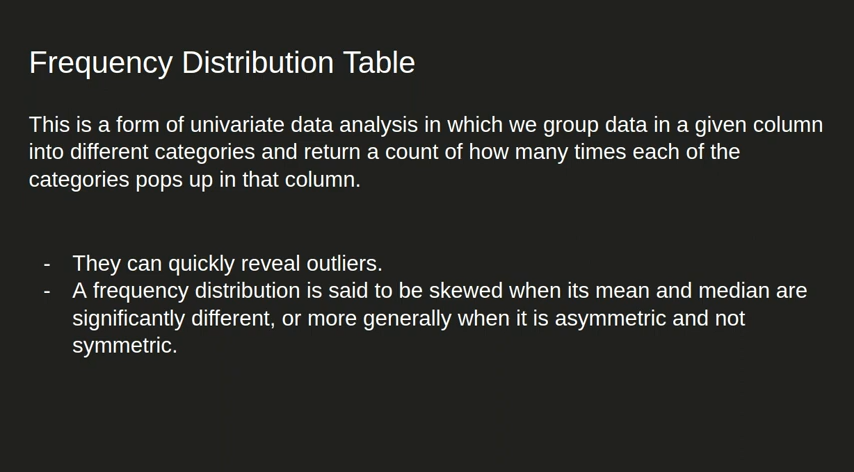 Frequency Distribution Table
This is a form of univariate data analysis in which we group data in a given column
into different categories and return a count of how many times each of the
categories pops up in that column.
- They can quickly reveal outliers.
- A frequency distribution is said to be skewed when its mean and median are
significantly different, or more generally when it is asymmetric and not
symmetric.